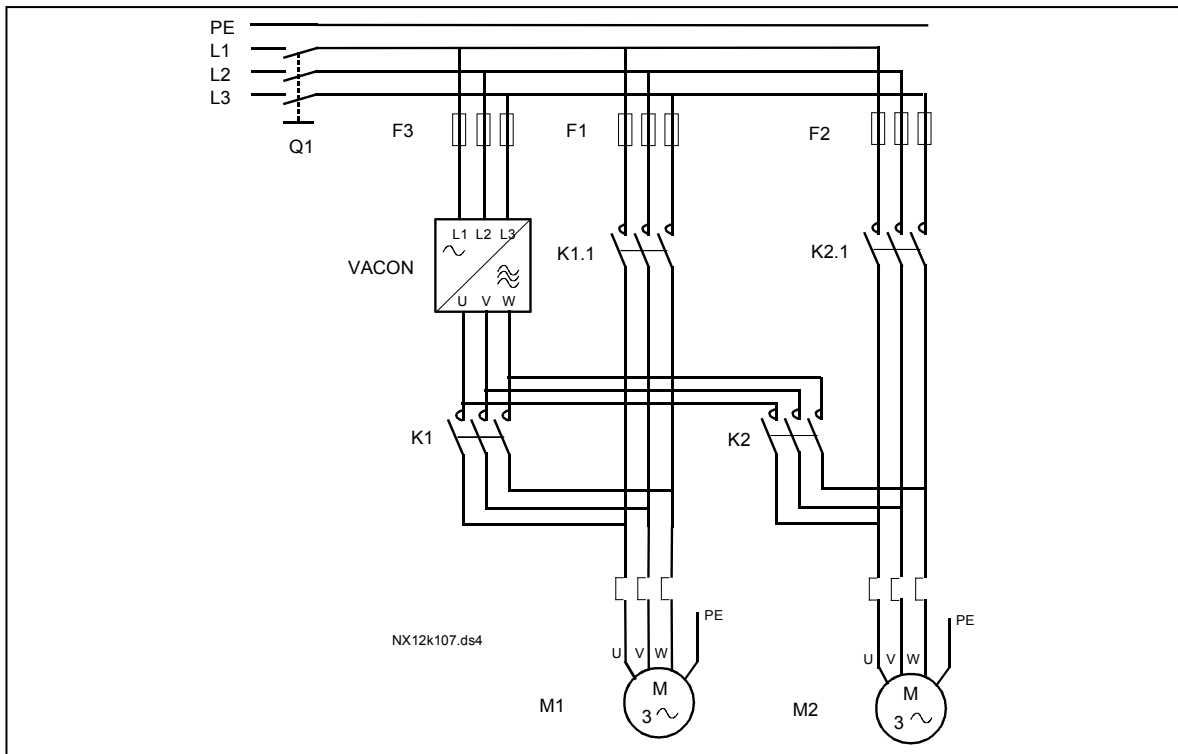 PE
L1
L2
L3
Q1
F3
F1
F2
L1 L2 L3
VACON
U V W
K1.1
K2.1
K1
K2
NX12k107.ds4
PE
PE
U V W
U V W
M1
M
3
M2
M
3